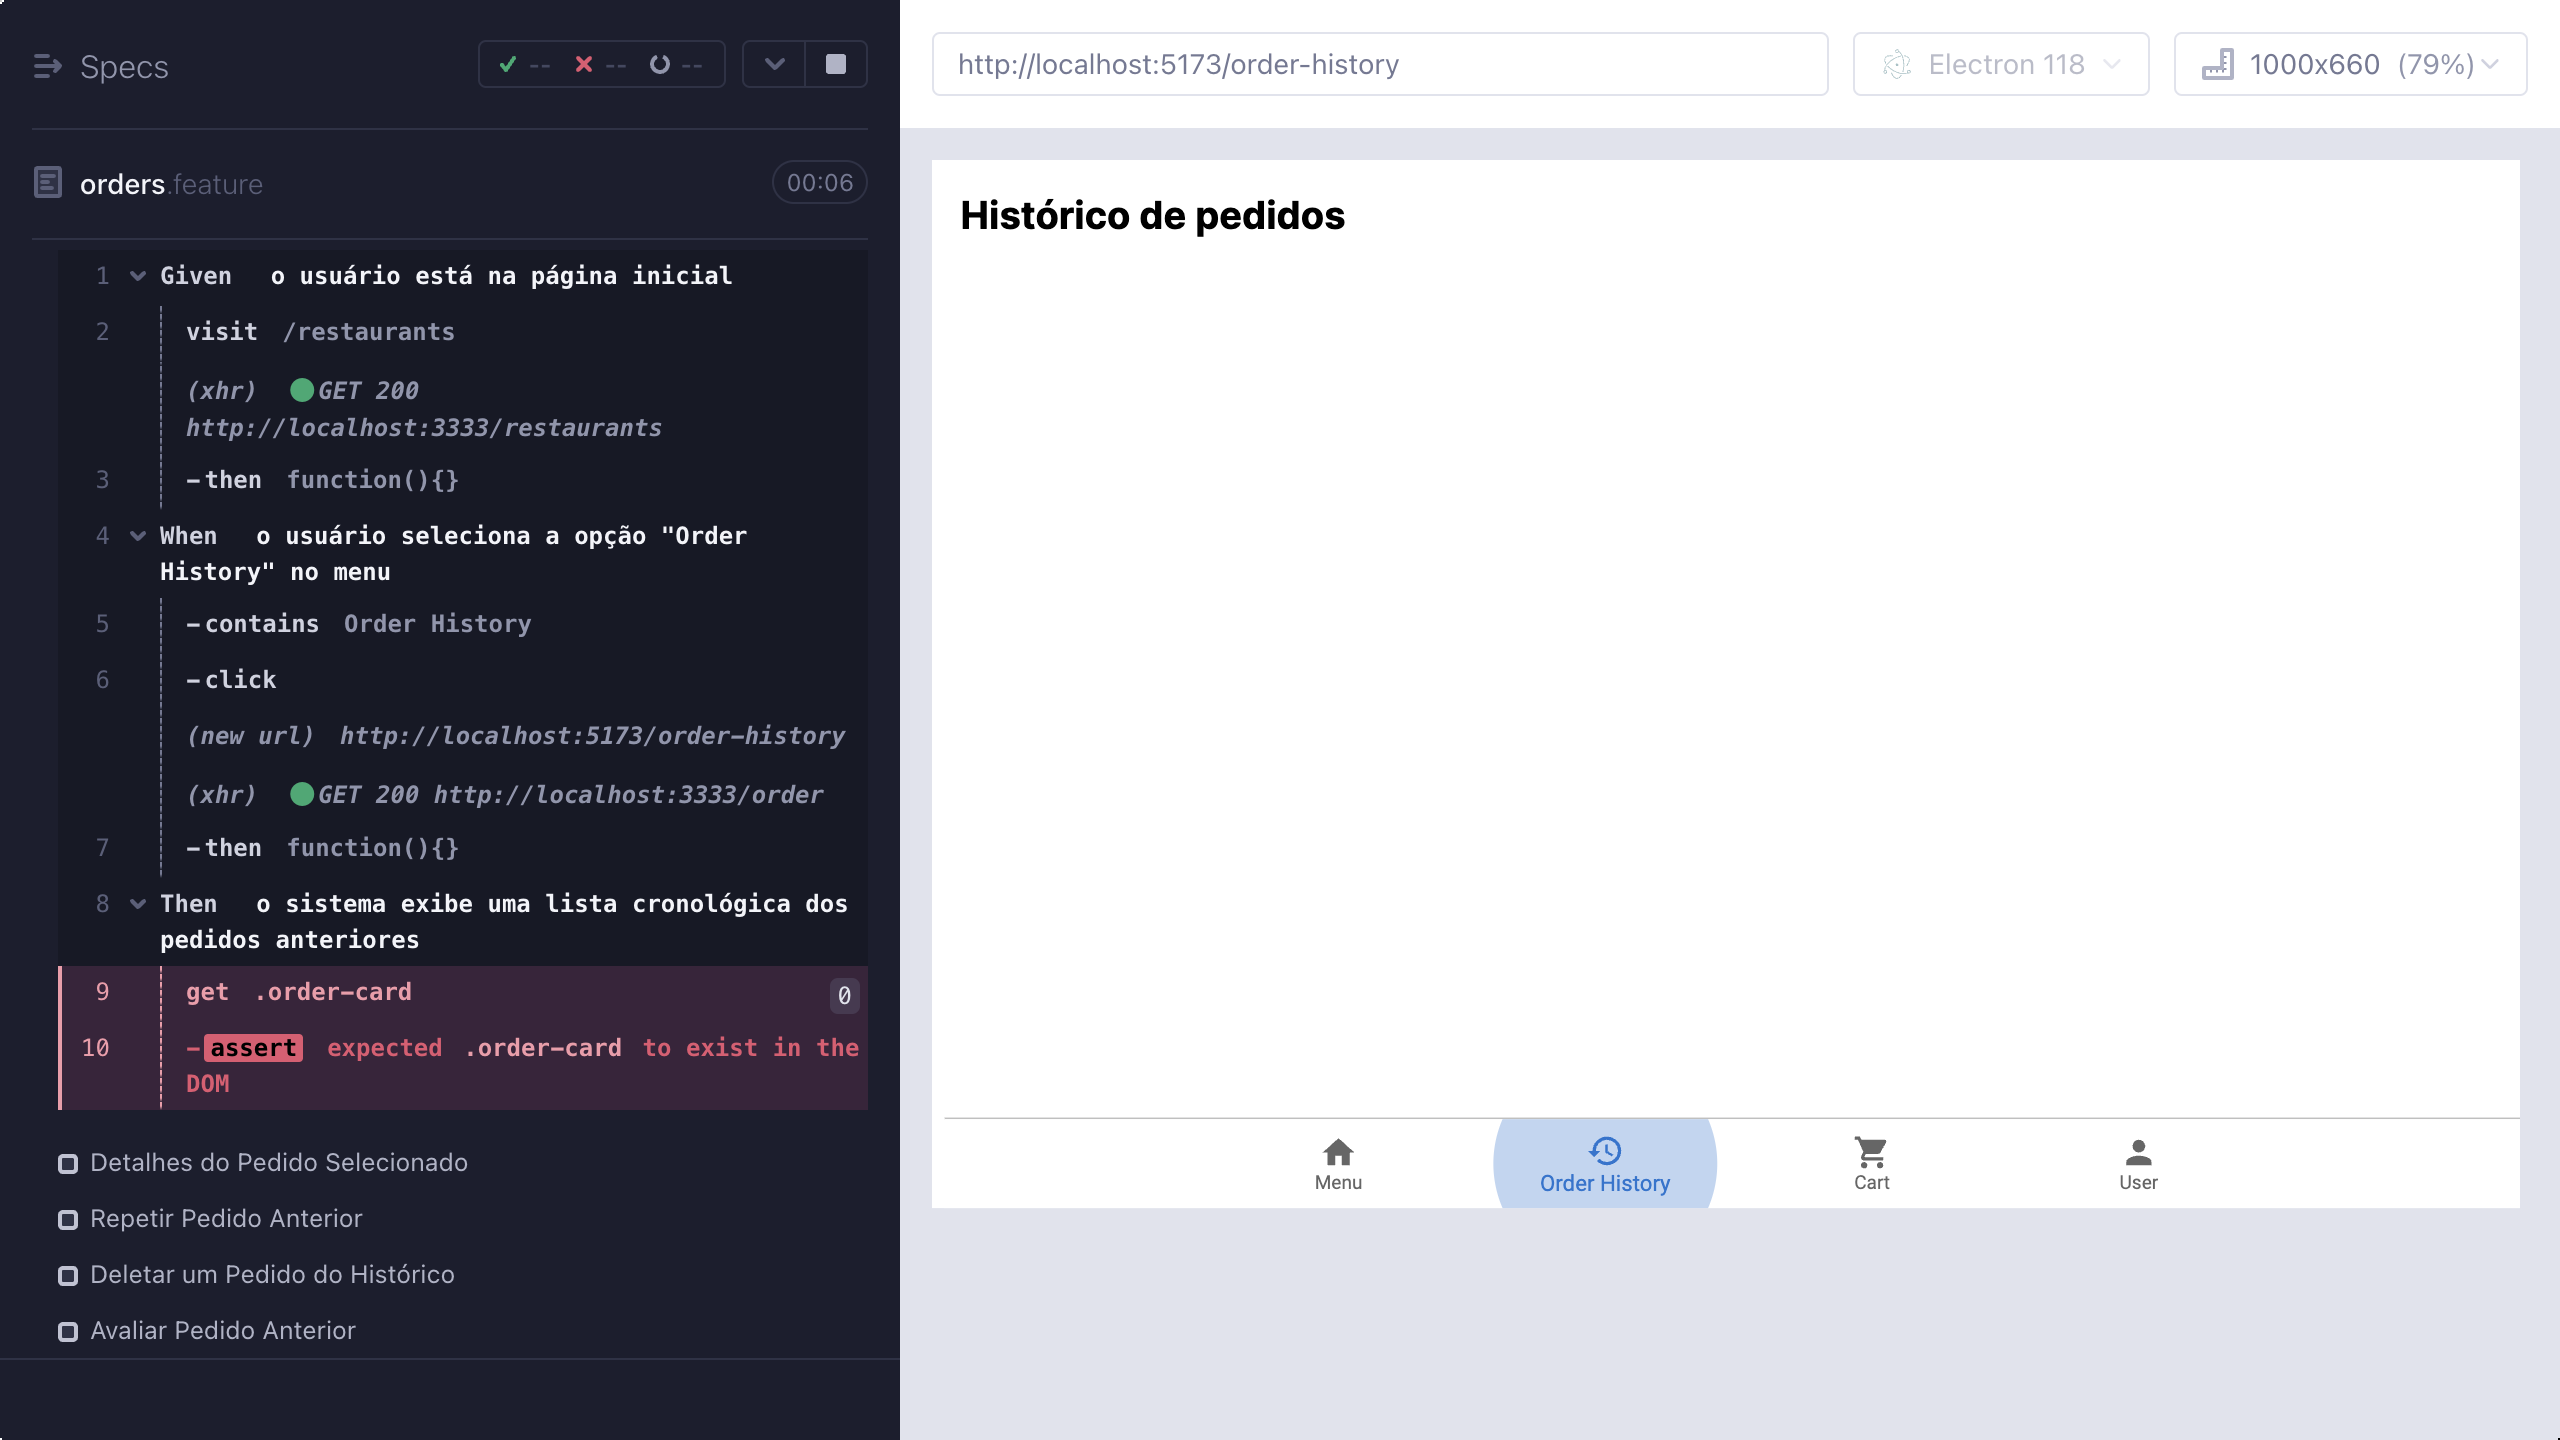 Specs
-- -- --
orders.feature
00:06
1 Given o usuário está na página inicial
2 visit /restaurants
(xhr) GET 200
http://localhost:3333/restaurants
3 -then function(){}
4 When o usuário seleciona a opção "Order
History" no menu
5 -contains Order History
6 -click
(new url) http://localhost:5173/order-history
(xhr) GET 200 http://localhost:3333/order
7 -then function(){}
8 Then o sistema exibe uma lista cronológica dos
pedidos anteriores
9 get .order-card 0
10 -assert expected .order-card to exist in the
DOM
Detalhes do Pedido Selecionado
Repetir Pedido Anterior
Deletar um Pedido do Histórico
Avaliar Pedido Anterior
http://localhost:5173/order-history
Electron 118
1000x660 (79%)
Histórico de pedidos
Menu
Order History
Cart
User